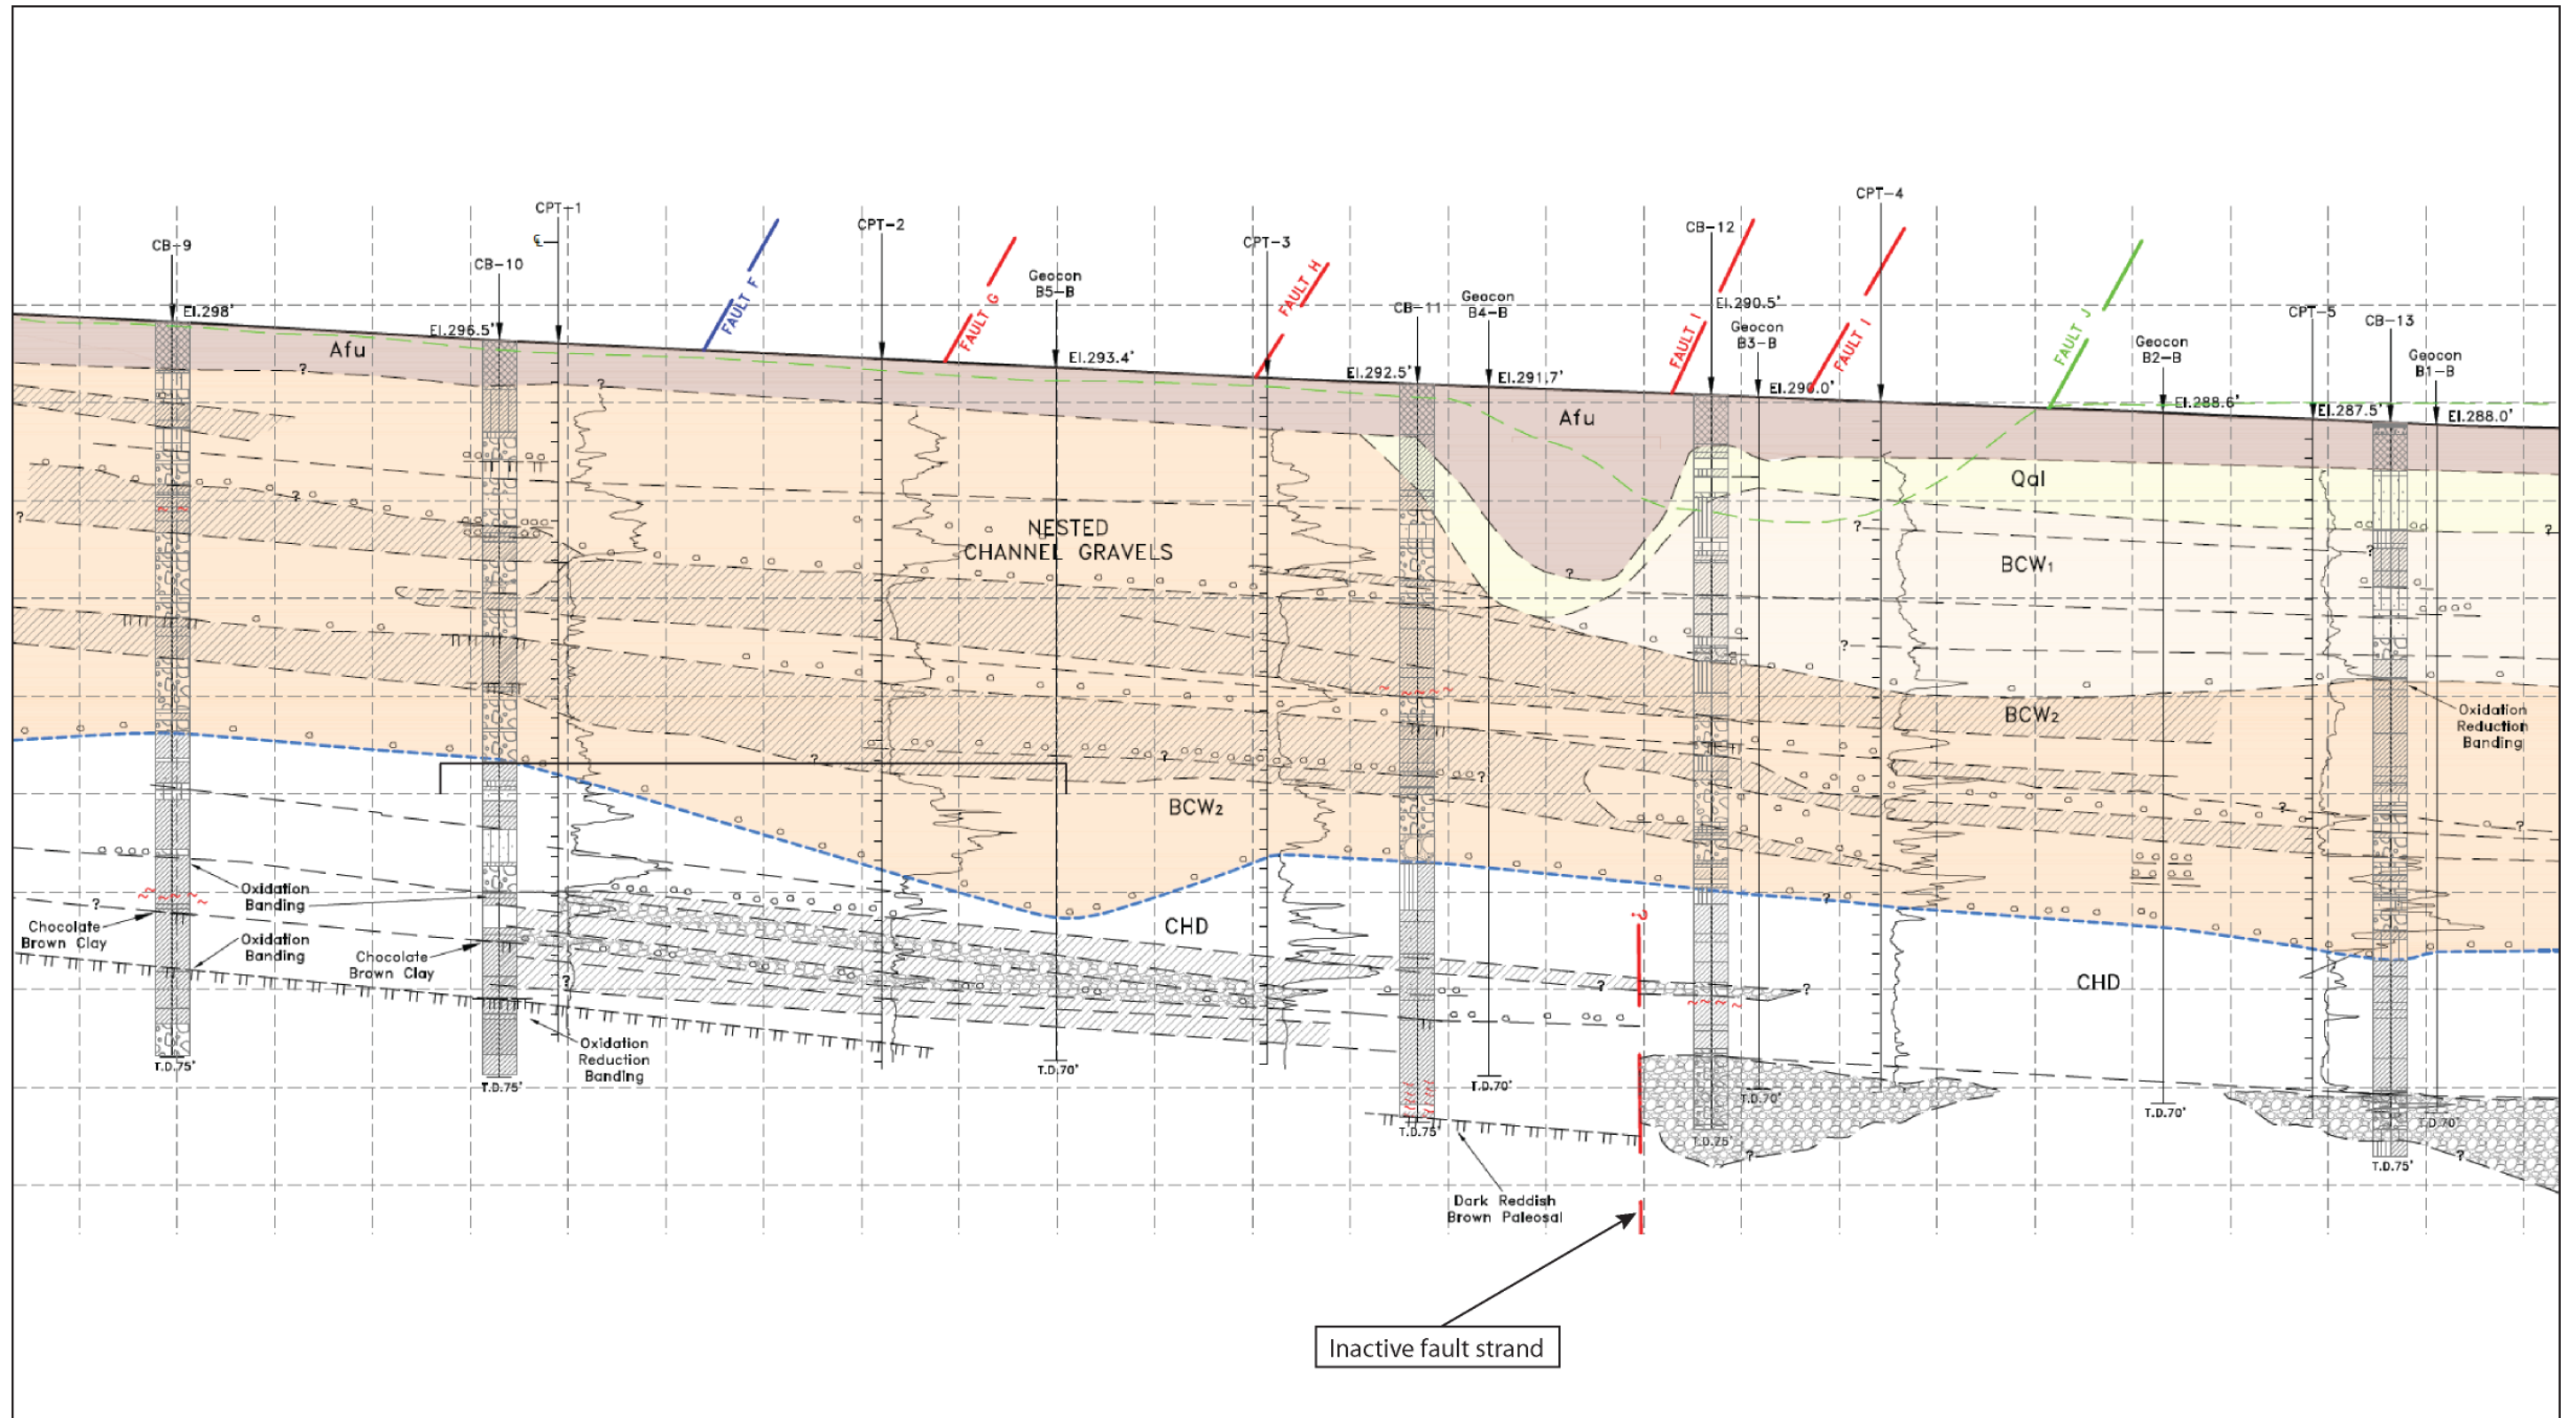 CPT-4
CPT-1
CPT-2
CB-12
℄
CPT-3
CB-9
CB-10
Geocon
B5-B
FAULT F
FAULT G
FAULT H
Geocon
B4-B
CB-11
El.290.5'
Geocon
B3-B
FAULT I
FAULT I
FAULT J
CPT-5
CB-13
Geocon
B2-B
Geocon
B1-B
El.298'
El.296.5'
El.293.4'
El.292.5'
El.291.7'
El.290.0'
El.288.6'
El.287.5'
El.288.0'
Afu
Afu
?
?
Qal
?
?
NESTED
CHANNEL GRAVELS
?
?
?
?
BCW1
?
?
BCW2
Oxidation
Reduction
Banding
?
?
?
BCW2
?
?
Oxidation
Banding
?
?
?
Chocolate
Brown Clay
Oxidation
Banding
Chocolate
Brown Clay
CHD
CHD
?
?
?
Oxidation
Reduction
Banding
T.D.75'
T.D.75'
T.D.70'
T.D.70'
T.D.75'
T.D.70'
T.D.75'
T.D.70'
T.D.70'
T.D.75'
?
?
Dark Reddish
Brown Paleosal
Inactive fault strand